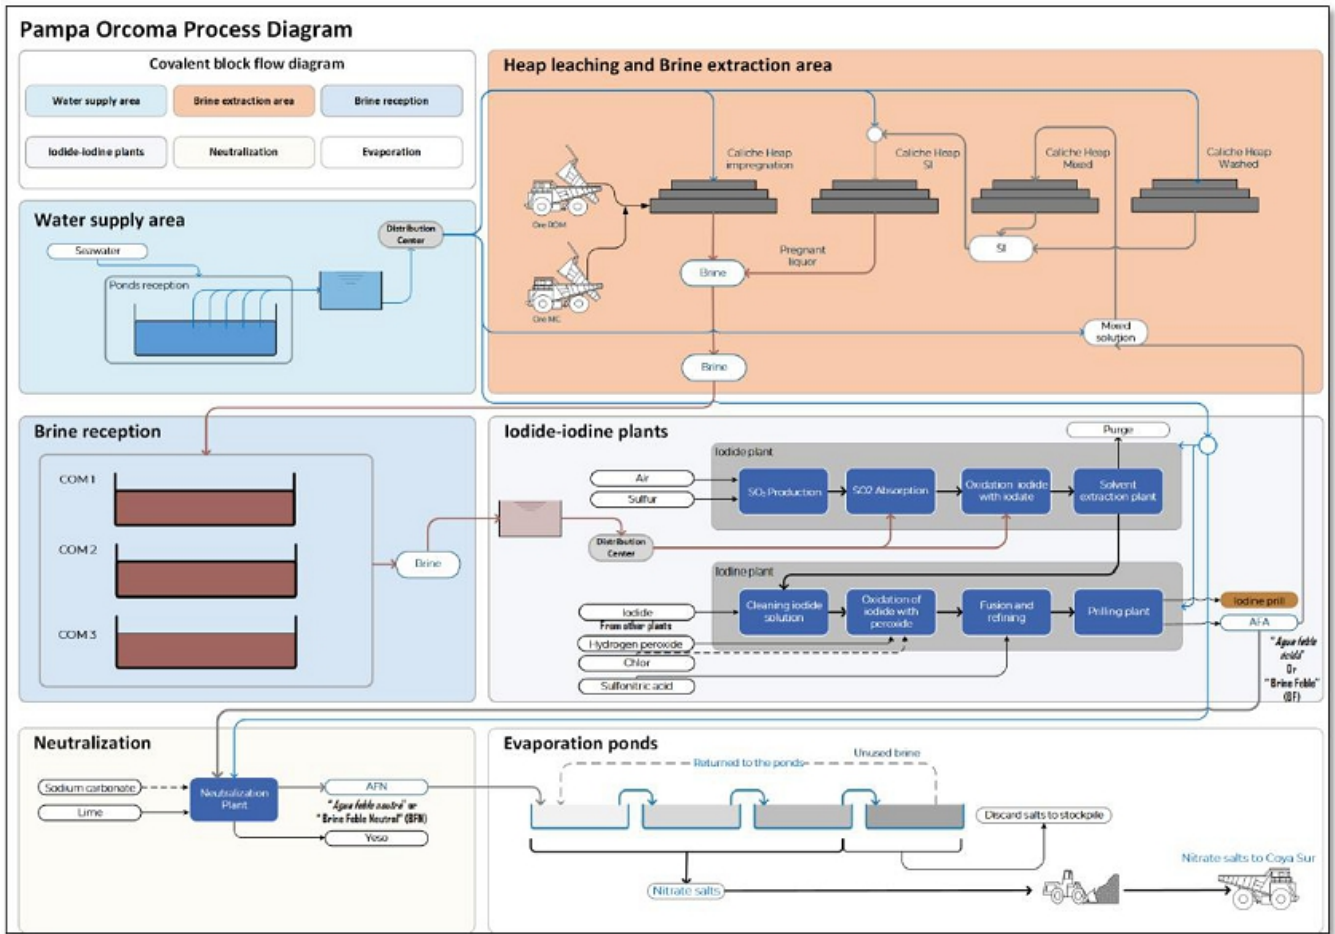 Pampa Orcoma Process Diagram
Covalent block flow diagram
Water supply area
Brine extraction area
Brine reception
Iodide-iodine plants
Neutralization
Evaporation
Heap leaching and Brine extraction area
Caliche Heap
impregnation
Caliche Heap
SI
Caliche Heap
Mixed
Caliche Heap
Washed
Ore ROM
Ore MC
Brine
Pregnant
liquor
SI
Mixed
solution
Brine
Water supply area
Seawater
Ponds reception
Distribution
Center
Brine reception
COM 1
COM 2
COM 3
Brine
Iodide-iodine plants
Purge
Iodide plant
Air
Sulfur
SO₂ Production
SO2 Absorption
Oxidation iodide
with iodate
Solvent
extraction plant
Distribution
Center
Iodine plant
Iodide
From other plants
Hydrogen peroxide
Chlor
Sulfonitric acid
Cleaning iodide
solution
Oxidation of
iodide with
peroxide
Fusion and
refining
Prilling plant
Iodine prill
AFA
"Agua feble
acida"
Or
"Brine Feble"
(BF)
Neutralization
Sodium carbonate
Lime
Neutralization
Plant
AFN
"Agua feble neutra" or
"Brine Feble Neutral" (BFN)
Yeso
Evaporation ponds
Unused brine
Returned to the ponds
Discard salts to stockpile
Nitrate salts
Nitrate salts to Coya Sur